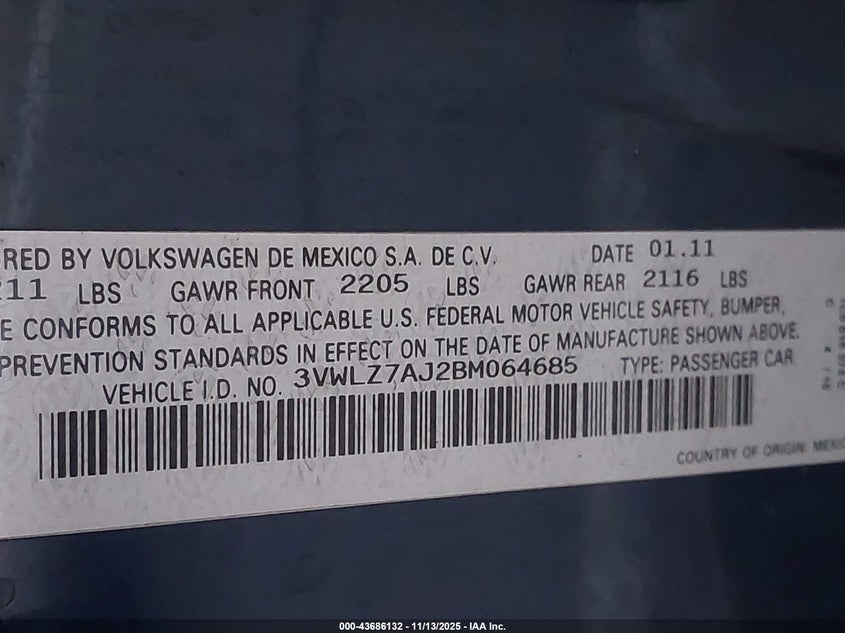 RED BY VOLKSWAGEN DE MEXICO S.A. DE C.V. DATE 01.11
211 LBS GAWR FRONT 2205 LBS GAWR REAR 2116 LBS
E CONFORMS TO ALL APPLICABLE U.S. FEDERAL MOTOR VEHICLE SAFETY, BUMPER,
PREVENTION STANDARDS IN EFFECT ON THE DATE OF MANUFACTURE SHOWN ABOVE.
VEHICLE I.D. NO. 3VWLZ7AJ2BM064685 TYPE: PASSENGER CAR
COUNTRY OF ORIGIN: MEXIC
000-43686132 - 11/13/2025 - IAA Inc.